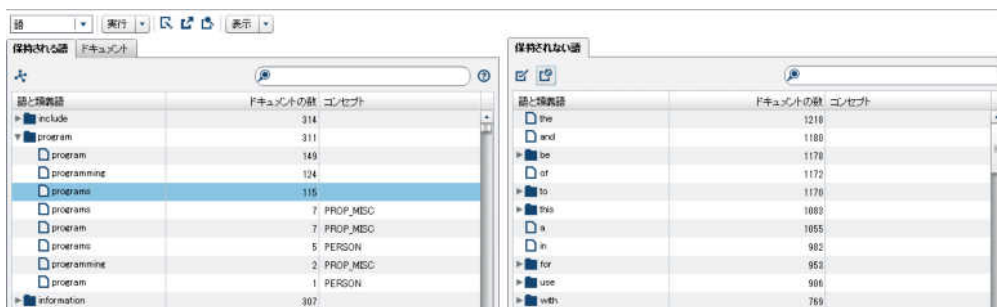 語 実行 表示
保持される語 ドキュメント
語と類義語 ドキュメントの数 コンセプト
include 314
program 311
program 149
programming 124
programs 115
programs 7 PROP_MISC
program 7 PROP_MISC
programs 5 PERSON
programming 2 PROP_MISC
program 1 PERSON
information 307
保持されない語
語と類義語 ドキュメントの数 コンセプト
the 1218
and 1188
be 1178
of 1172
to 1170
this 1083
a 1055
in 982
for 953
use 906
with 769